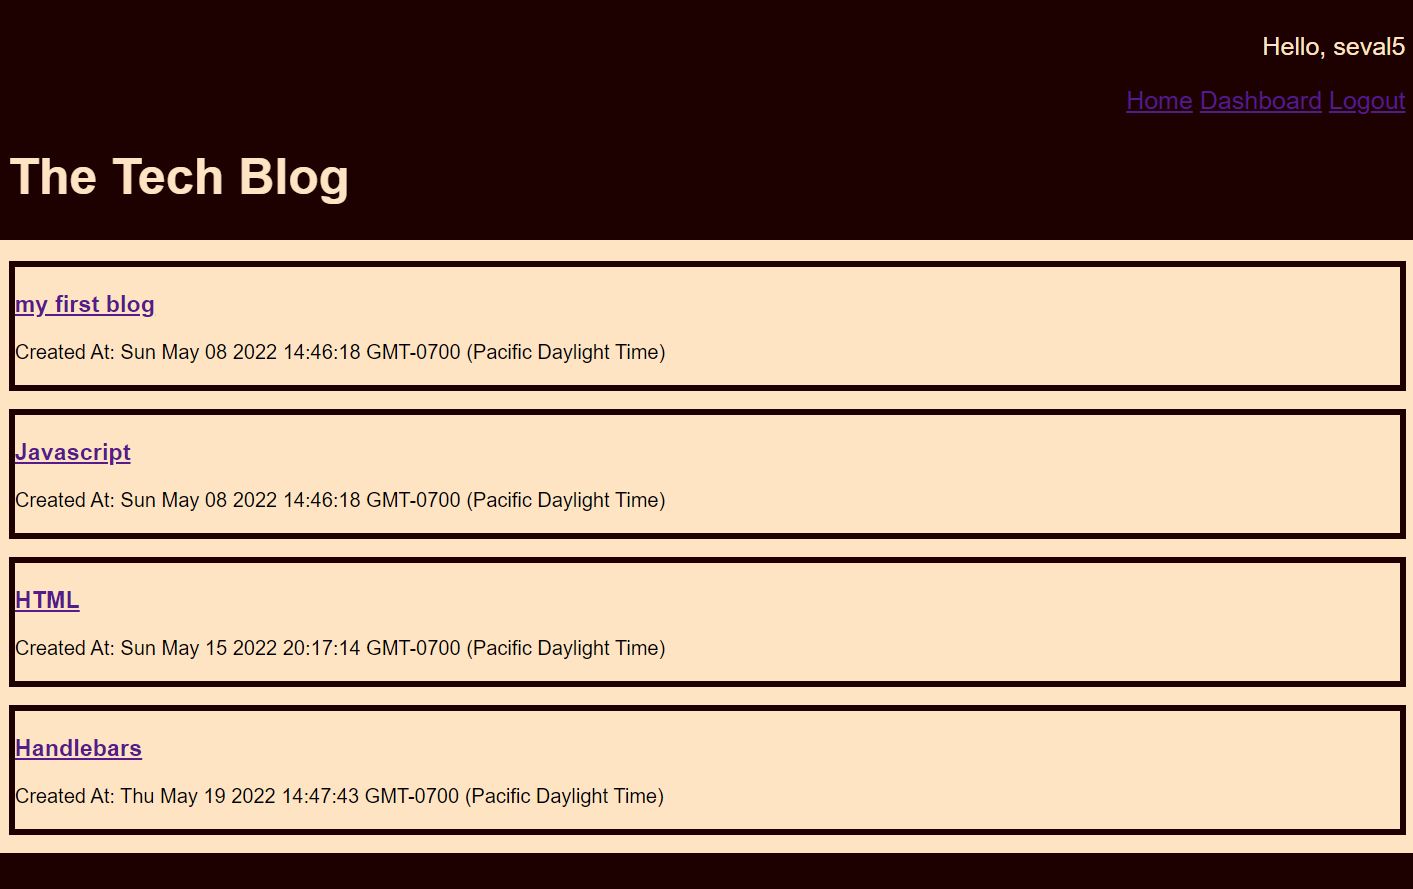 Hello, seval5
Home Dashboard Logout
The Tech Blog
my first blog
Created At: Sun May 08 2022 14:46:18 GMT-0700 (Pacific Daylight Time)
Javascript
Created At: Sun May 08 2022 14:46:18 GMT-0700 (Pacific Daylight Time)
HTML
Created At: Sun May 15 2022 20:17:14 GMT-0700 (Pacific Daylight Time)
Handlebars
Created At: Thu May 19 2022 14:47:43 GMT-0700 (Pacific Daylight Time)